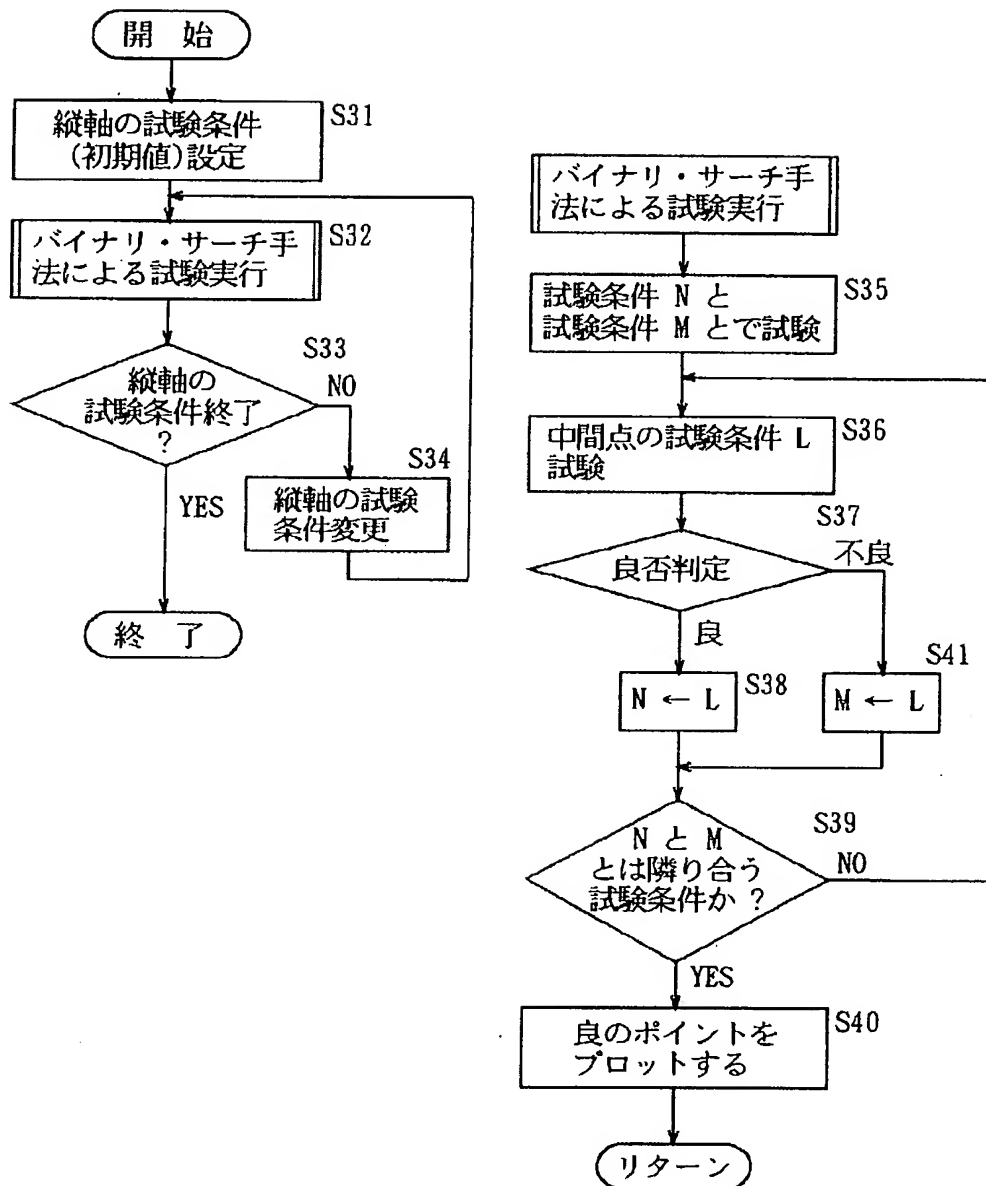 開 始
縦軸の試験条件
(初期値)設定
S31
バイナリ・サーチ手
法による試験実行
S32
縦軸の
試験条件終了
?
S33
NO
YES
縦軸の試験
条件変更
S34
終 了
バイナリ・サーチ手
法による試験実行
試験条件 N と
試験条件 M とで試験
S35
中間点の試験条件 L
試験
S36
良否判定
S37
不良
良
N ← L
S38
M ← L
S41
N と M
とは隣り合う
試験条件か ?
S39
NO
YES
良のポイントを
プロットする
S40
リターン